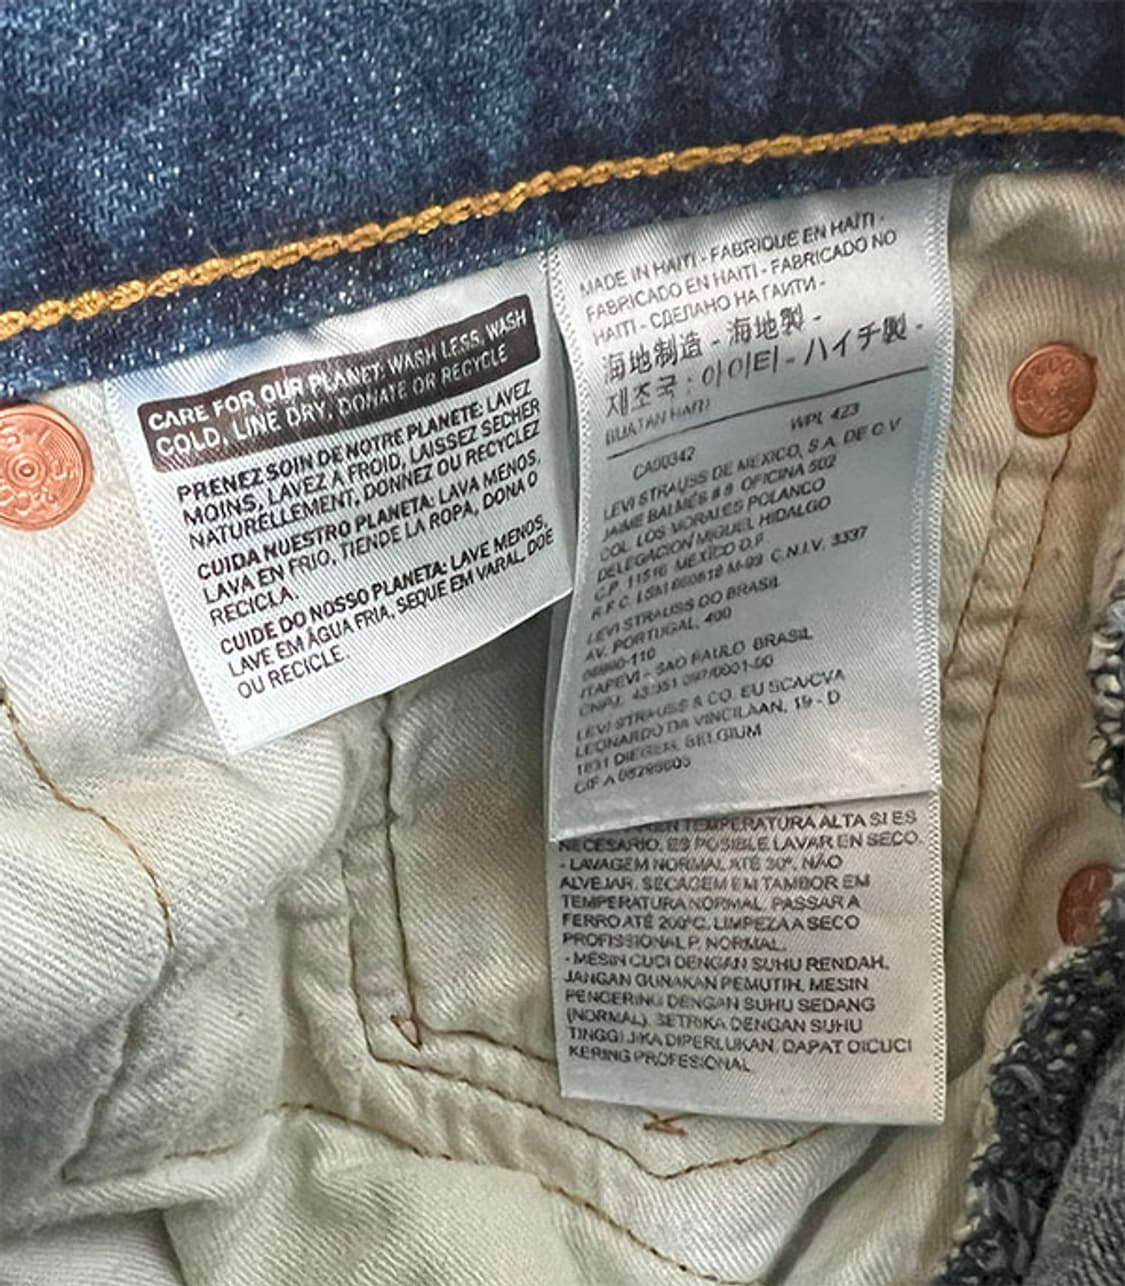 CARE FOR OUR PLANET: WASH LESS, WASH
COLD, LINE DRY, DONATE OR RECYCLE
PRENEZ SOIN DE NOTRE PLANETE: LAVEZ
MOINS, LAVEZ A FROID, LAISSEZ SECHER
NATURELLEMENT, DONNEZ OU RECYCLEZ
CUIDA NUESTRO PLANETA: LAVA MENOS,
LAVA EN FRIO, TIENDE LA ROPA, DONA O
RECICLA.
CUIDE DO NOSSO PLANETA: LAVE MENOS,
LAVE EM ÁGUA FRIA, SEQUE EM VARAL, DOE
OU RECICLE.
MADE IN HAITI - FABRIQUE EN HAÏTI -
FABRICADO EN HAITI - FABRICADO NO
HAITI - СДЕЛАНО НА ГАИТИ -
海地制造 - 海地製 -
제조국 : 아이티 - ハイチ製 -
HAITI
WPL 423
CA00342
LEVI STRAUSS DE MEXICO, S.A. DE C.V
JAIME BALMES # 8 OFICINA 502
COL. LOS MORALES POLANCO
DELEGACION MIGUEL HIDALGO
C.P. 11510 MEXICO D.F.
R.F.C. C.N.I.V. 3337
LEVI STRAUSS DO BRASIL
AV. PORTUGAL, 400
ITAPEVI - SAO PAULO BRASIL
LEVI STRAUSS & CO. EU SCA/CVA
LEONARDO DA VINCILAAN, 19 - D
1831 DIEGEM, BELGIUM
CIF A
TEMPERATURA ALTA SI ES
NECESARIO. ES POSIBLE LAVAR EN SECO.
- LAVAGEM NORMAL ATÉ 30°. NÃO
ALVEJAR. SECAGEM EM TAMBOR EM
TEMPERATURA NORMAL. PASSAR A
FERRO ATÉ 200°C. LIMPEZA A SECO
PROFISSIONAL P. NORMAL.
- MESIN CUCI DENGAN SUHU RENDAH.
JANGAN GUNAKAN PEMUTIH. MESIN
PENGERING DENGAN SUHU SEDANG
(NORMAL). SETRIKA DENGAN SUHU
TINGGI JIKA DIPERLUKAN. DAPAT DICUCI
KERING PROFESIONAL